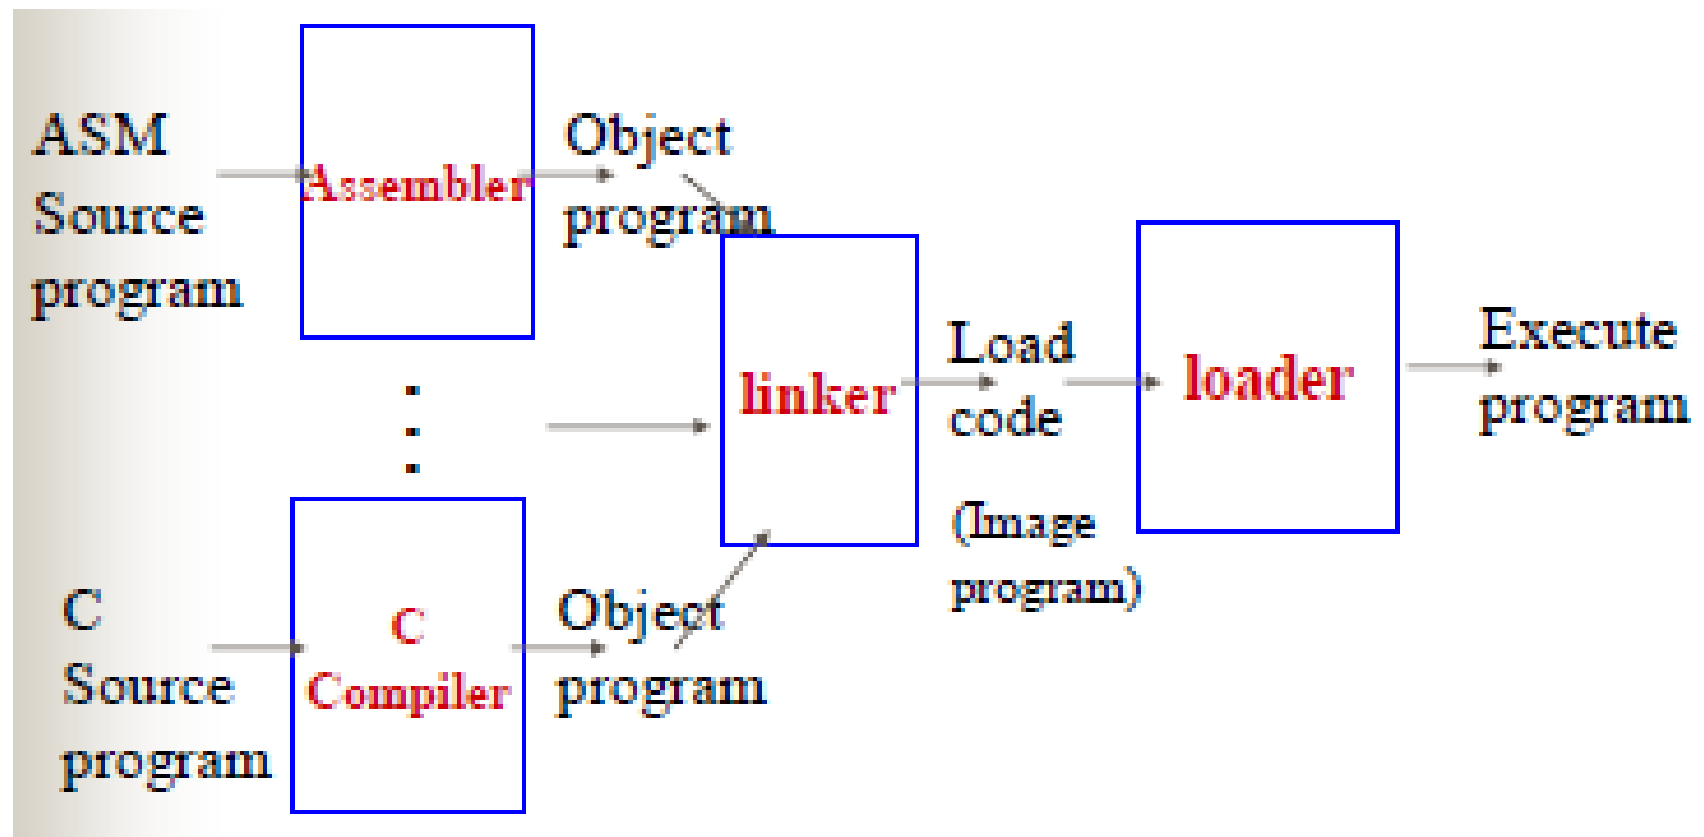 ASM
Source
program
Assembler
Object
program
C
Source
program
C
Compiler
Object
program
linker
Load
code
(Image
program)
loader
Execute
program